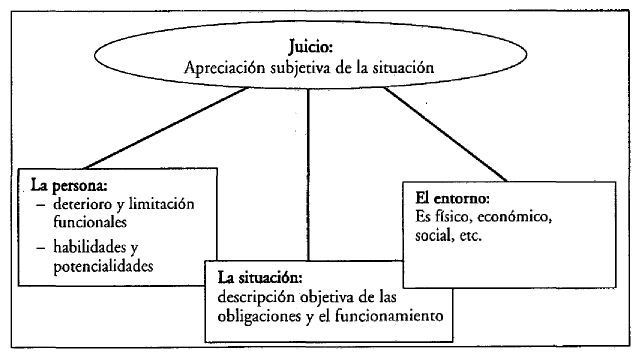 Juicio:
Apreciación subjetiva de la situación
La persona:
– deterioro y limitación
funcionales
– habilidades y
potencialidades
La situación:
descripción objetiva de las
obligaciones y el funcionamiento
El entorno:
Es físico, económico,
social, etc.